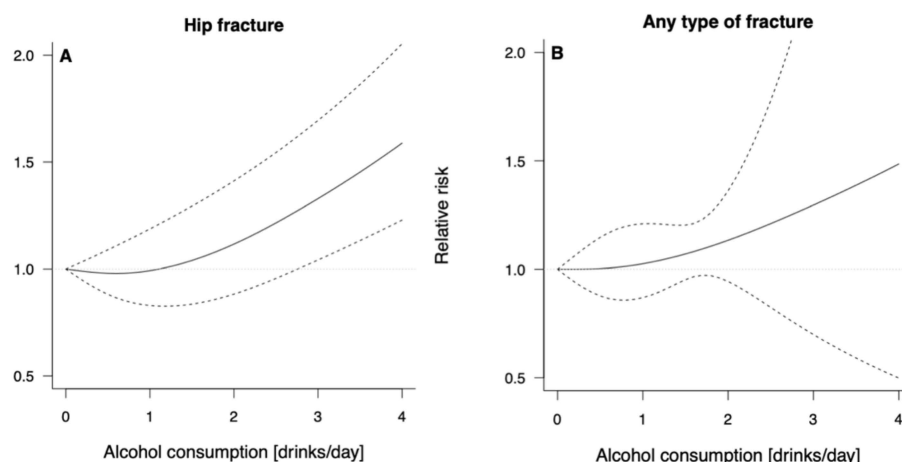 Hip fracture
A
2.0
1.5
1.0
0.5
0 1 2 3 4
Alcohol consumption [drinks/day]
Any type of fracture
B
Relative risk
2.0
1.5
1.0
0.5
0 1 2 3 4
Alcohol consumption [drinks/day]